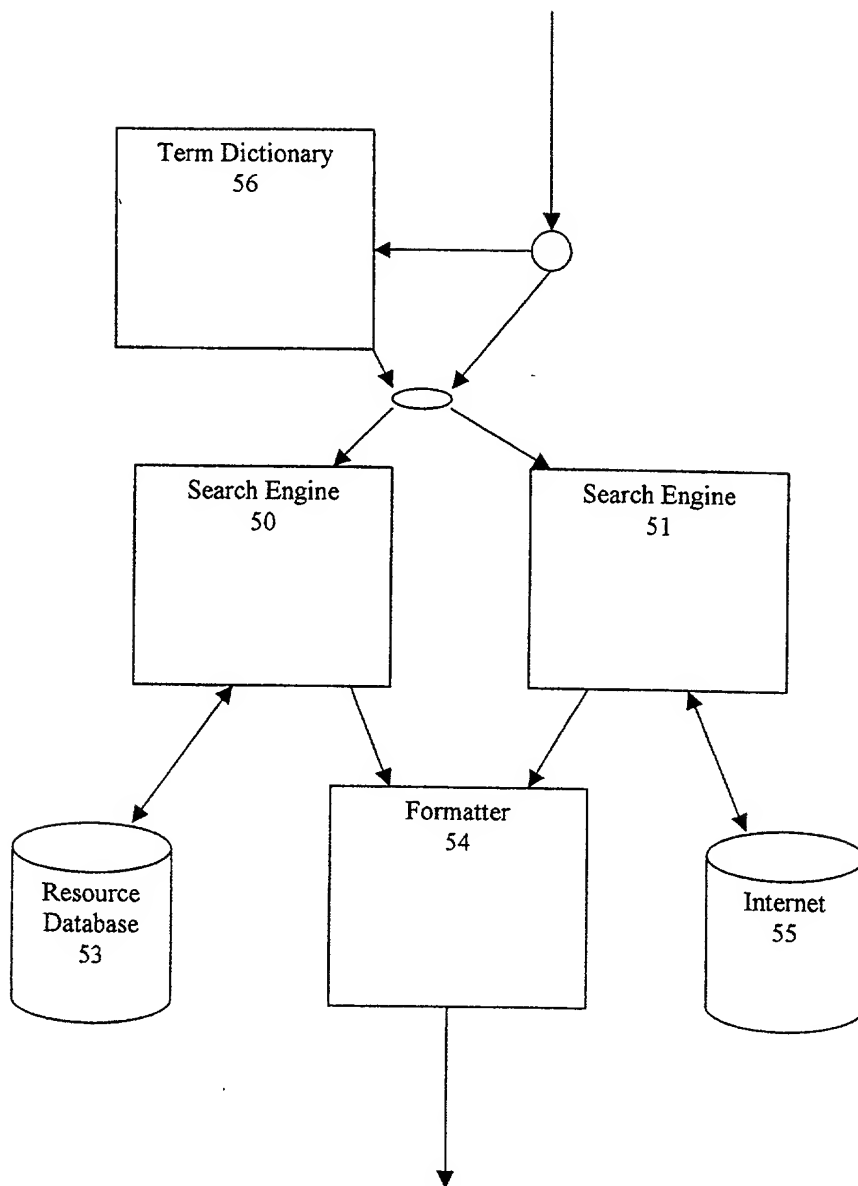 Term Dictionary
56
Search Engine
50
Search Engine
51
Formatter
54
Resource
Database
53
Internet
55